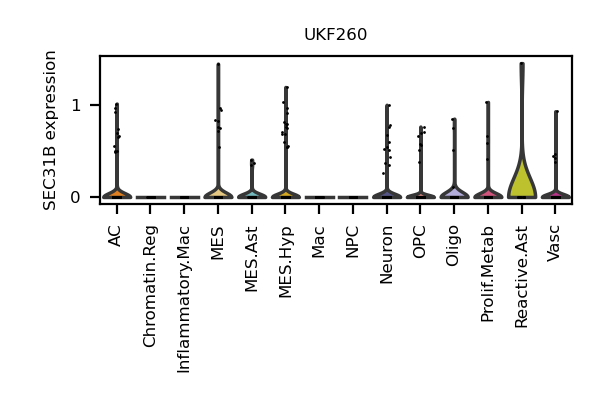 UKF260
SEC31B expression
1
0
AC
Chromatin.Reg
Inflammatory.Mac
MES
MES.Ast
MES.Hyp
Mac
NPC
Neuron
OPC
Oligo
Prolif.Metab
Reactive.Ast
Vasc